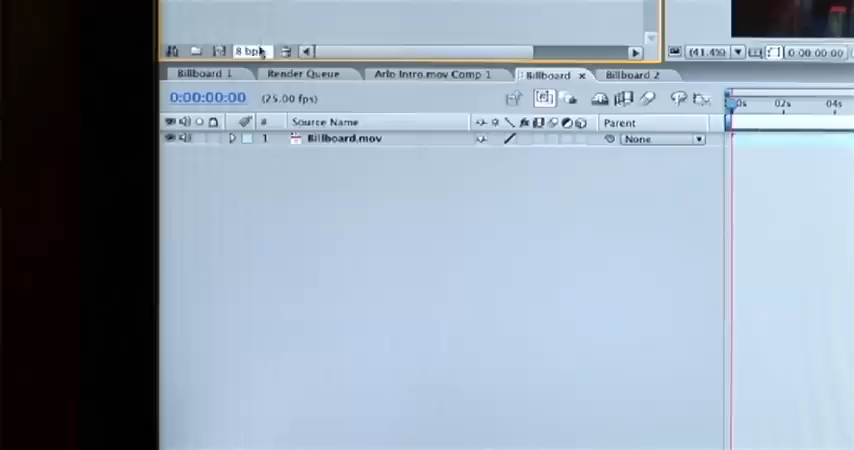 8 bpc
(41.4%)
0:00:00:00
Billboard 1
Render Queue
Arlo Intro.mov Comp 1
Billboard
Billboard 2
0:00:00:00
(25.00 fps)
0s
02s
04s
#
Source Name
Parent
1
Billboard.mov
None